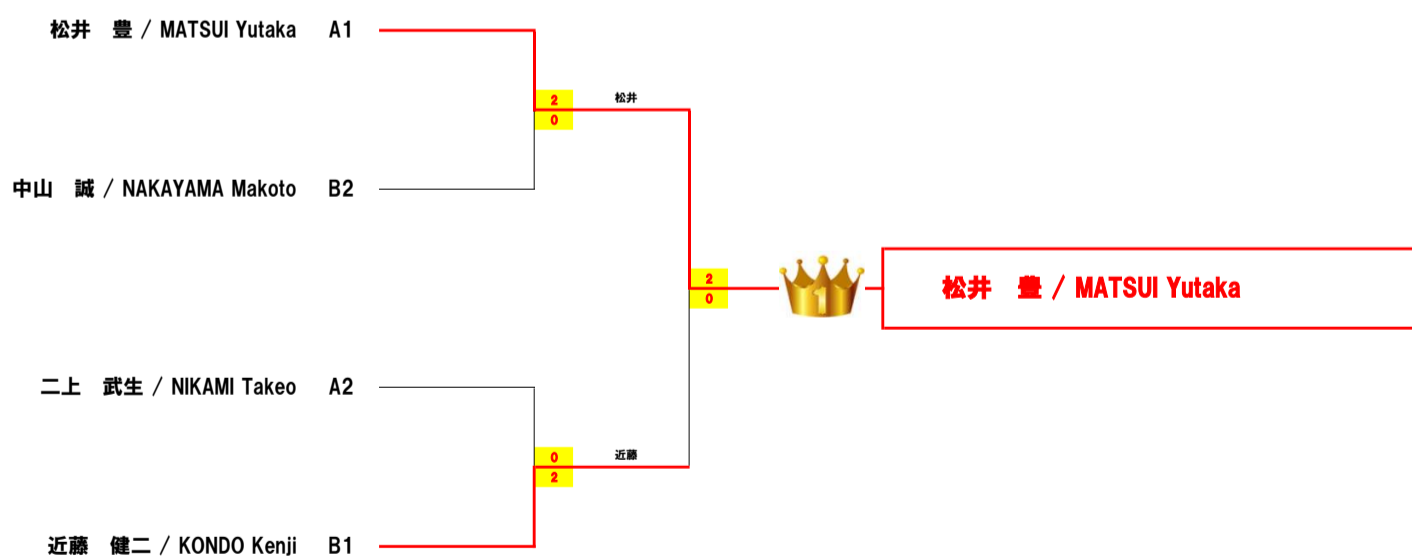 松井　豊 / MATSUI Yutaka A1
2
0
松井
中山　誠 / NAKAYAMA Makoto B2
2
0
1
松井　豊 / MATSUI Yutaka
二上　武生 / NIKAMI Takeo A2
0
2
近藤
近藤　健二 / KONDO Kenji B1